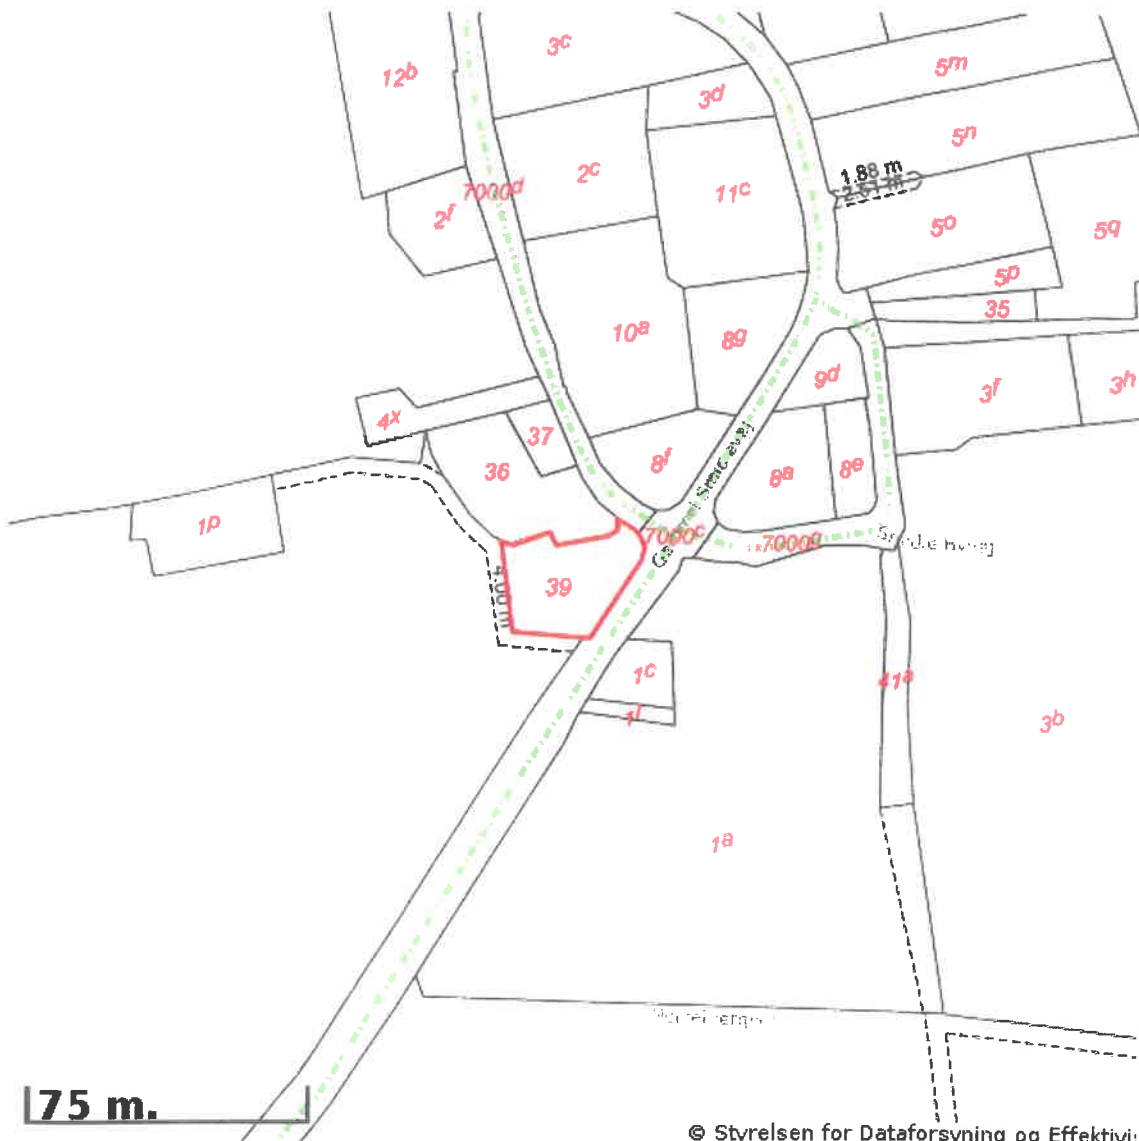 3c
12b
5m
3d
5n
1.88 m
2c
7000d
11c
2f
5o
5q
5p
35
10a
8g
9d
3f
3h
4x
37
36
8f
8a
8e
1p
7000c
7000g
39
4.00 m
1c
41a
1f
3b
1a
75 m.
© Styrelsen for Dataforsyning og Effektivi